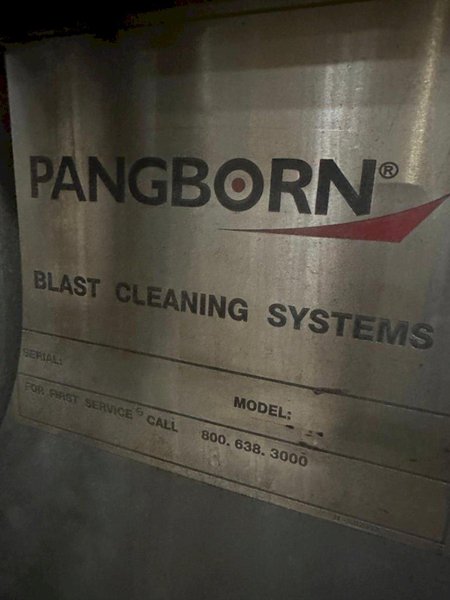 PANGBORN®
BLAST CLEANING SYSTEMS
SERIAL: MODEL:
FOR FIRST SERVICE® CALL 800. 638. 3000